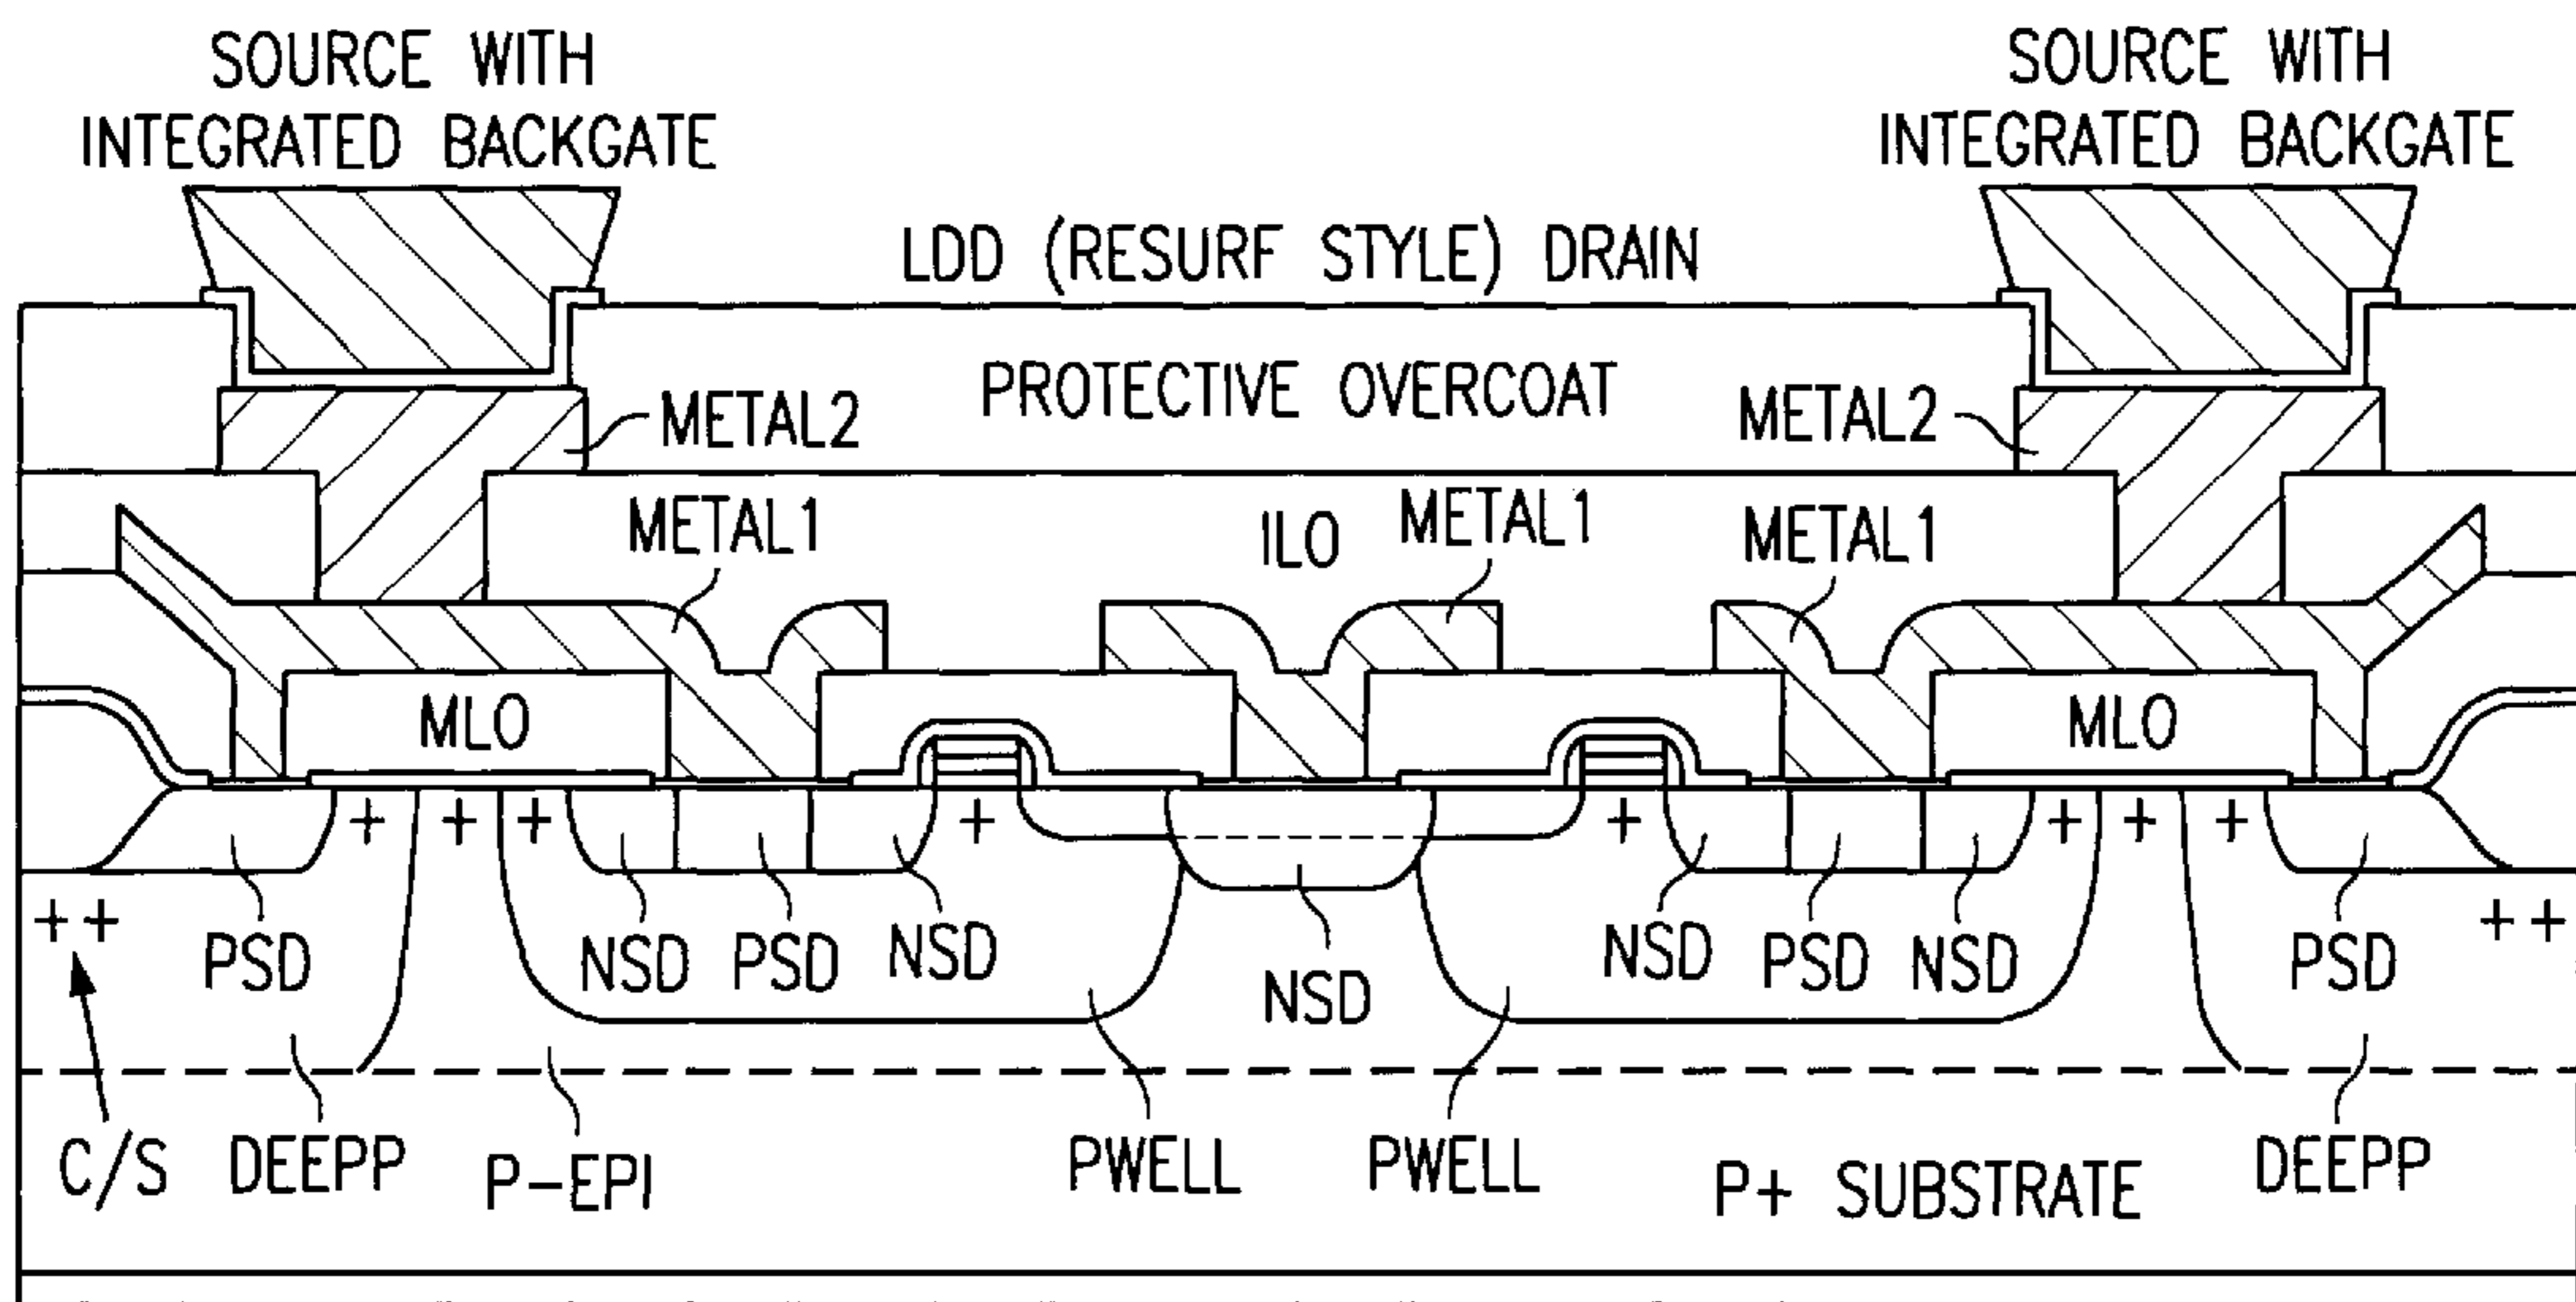 SOURCE WITH
INTEGRATED BACKGATE
SOURCE WITH
INTEGRATED BACKGATE
LDD (RESURF STYLE) DRAIN
PROTECTIVE OVERCOAT
METAL2
METAL2
METAL1
ILO
METAL1
METAL1
MLO
MLO
+ + +
+
+
+ + +
++
++
PSD
NSD
PSD
NSD
NSD
NSD
PSD
NSD
PSD
C/S
DEEPP
P-EPI
PWELL
PWELL
P+ SUBSTRATE
DEEPP